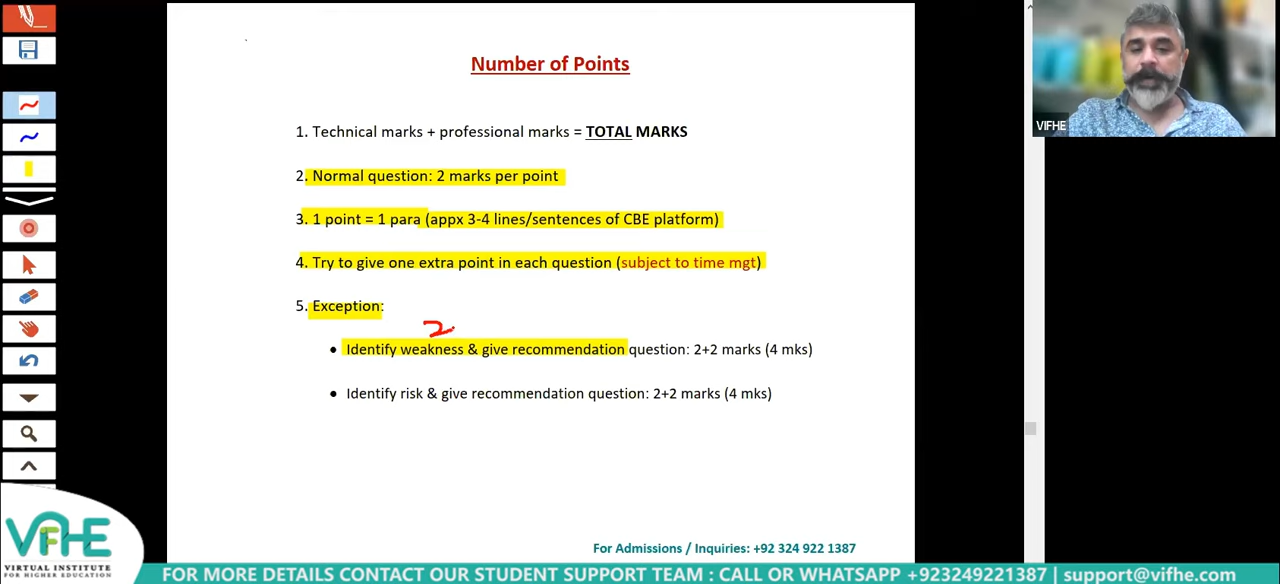 Number of Points
1. Technical marks + professional marks = TOTAL MARKS
2. Normal question: 2 marks per point
3. 1 point = 1 para (appx 3-4 lines/sentences of CBE platform)
4. Try to give one extra point in each question (subject to time mgt)
5. Exception:
2
• Identify weakness & give recommendation question: 2+2 marks (4 mks)
• Identify risk & give recommendation question: 2+2 marks (4 mks)
For Admissions / Inquiries: +92 324 922 1387
VIFHE
VIFHE
VIRTUAL INSTITUTE
FOR HIGHER EDUCATION
FOR MORE DETAILS CONTACT OUR STUDENT SUPPORT TEAM : CALL OR WHATSAPP +923249221387 | support@vifhe.com